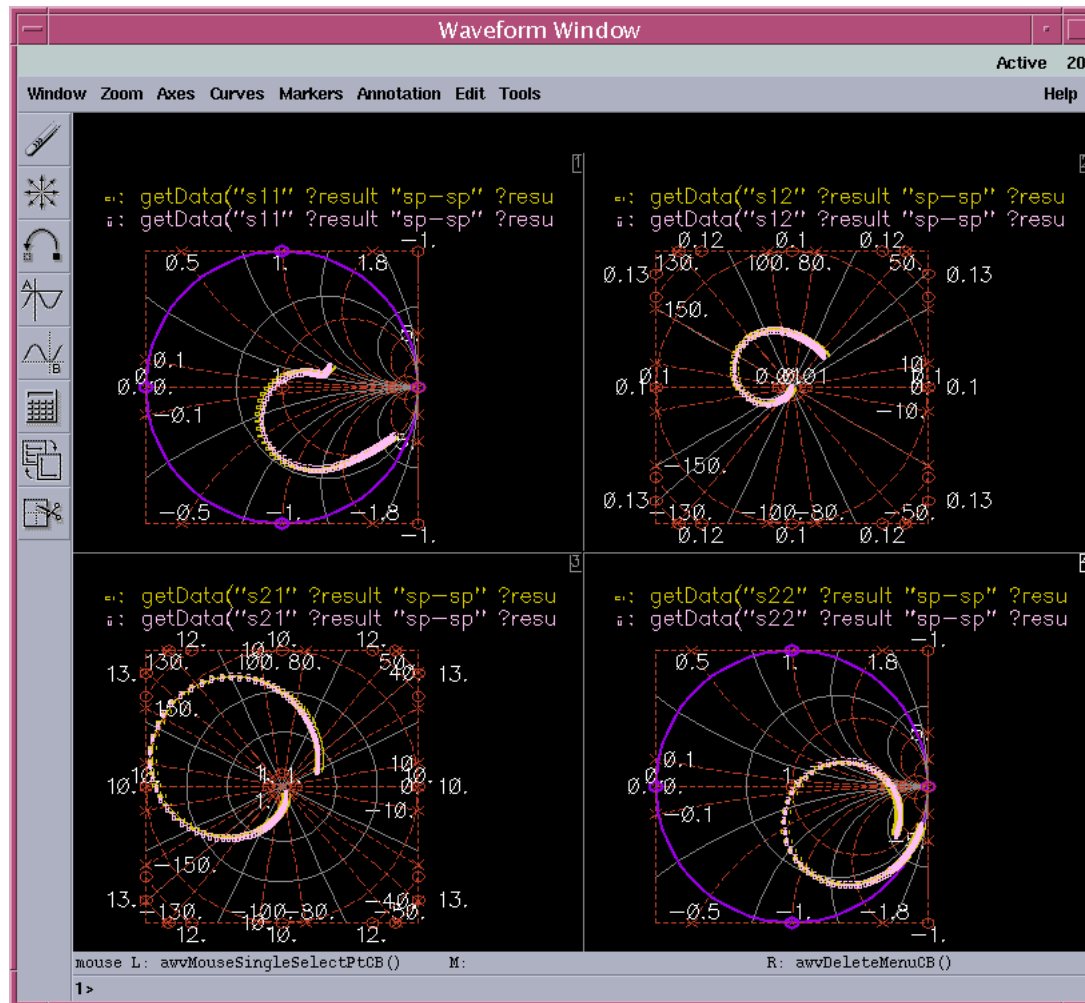 Waveform Window
Active 20
Window Zoom Axes Curves Markers Annotation Edit Tools Help
1
getData("s11" ?result "sp-sp" ?resu
getData("s11" ?result "sp-sp" ?resu
-1.
0.5 1. 1.8
0.1
-0.1
-0.5 -1. -1.8
-1.
getData("s12" ?result "sp-sp" ?resu
getData("s12" ?result "sp-sp" ?resu
0.12 0.1 0.12
0.13 130. 100. 80. 50. 0.13
150.
0.1 0.1 10. 0.1
-10.
-150.
0.13 0.13
-130. -100. -80. -50.
0.12 0.1 0.12
3
getData("s21" ?result "sp-sp" ?resu
getData("s21" ?result "sp-sp" ?resu
12. 10. 12.
13. 130. 100. 80. 50. 40. 13.
150.
10. 10. 10. 10.
-10.
-150.
13. -40. 13.
-130. -100. -80. -50.
12. 10. 12.
getData("s22" ?result "sp-sp" ?resu
getData("s22" ?result "sp-sp" ?resu
-1.
0.5 1. 1.8
0.1
-0.1
-0.5 -1. -1.8
-1.
mouse L: awvMouseSingleSelectPtCB() M: R: awvDeleteMenuCB()
1>